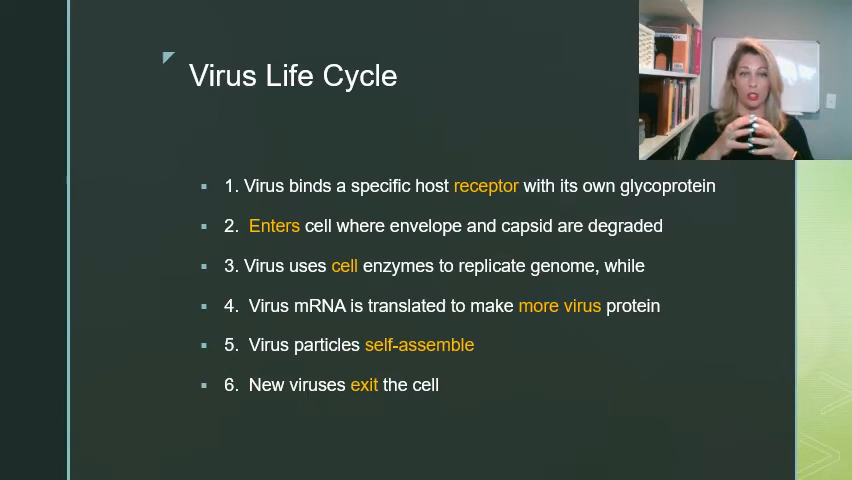 Virus Life Cycle
▪ 1. Virus binds a specific host receptor with its own glycoprotein
▪ 2. Enters cell where envelope and capsid are degraded
▪ 3. Virus uses cell enzymes to replicate genome, while
▪ 4. Virus mRNA is translated to make more virus protein
▪ 5. Virus particles self-assemble
▪ 6. New viruses exit the cell